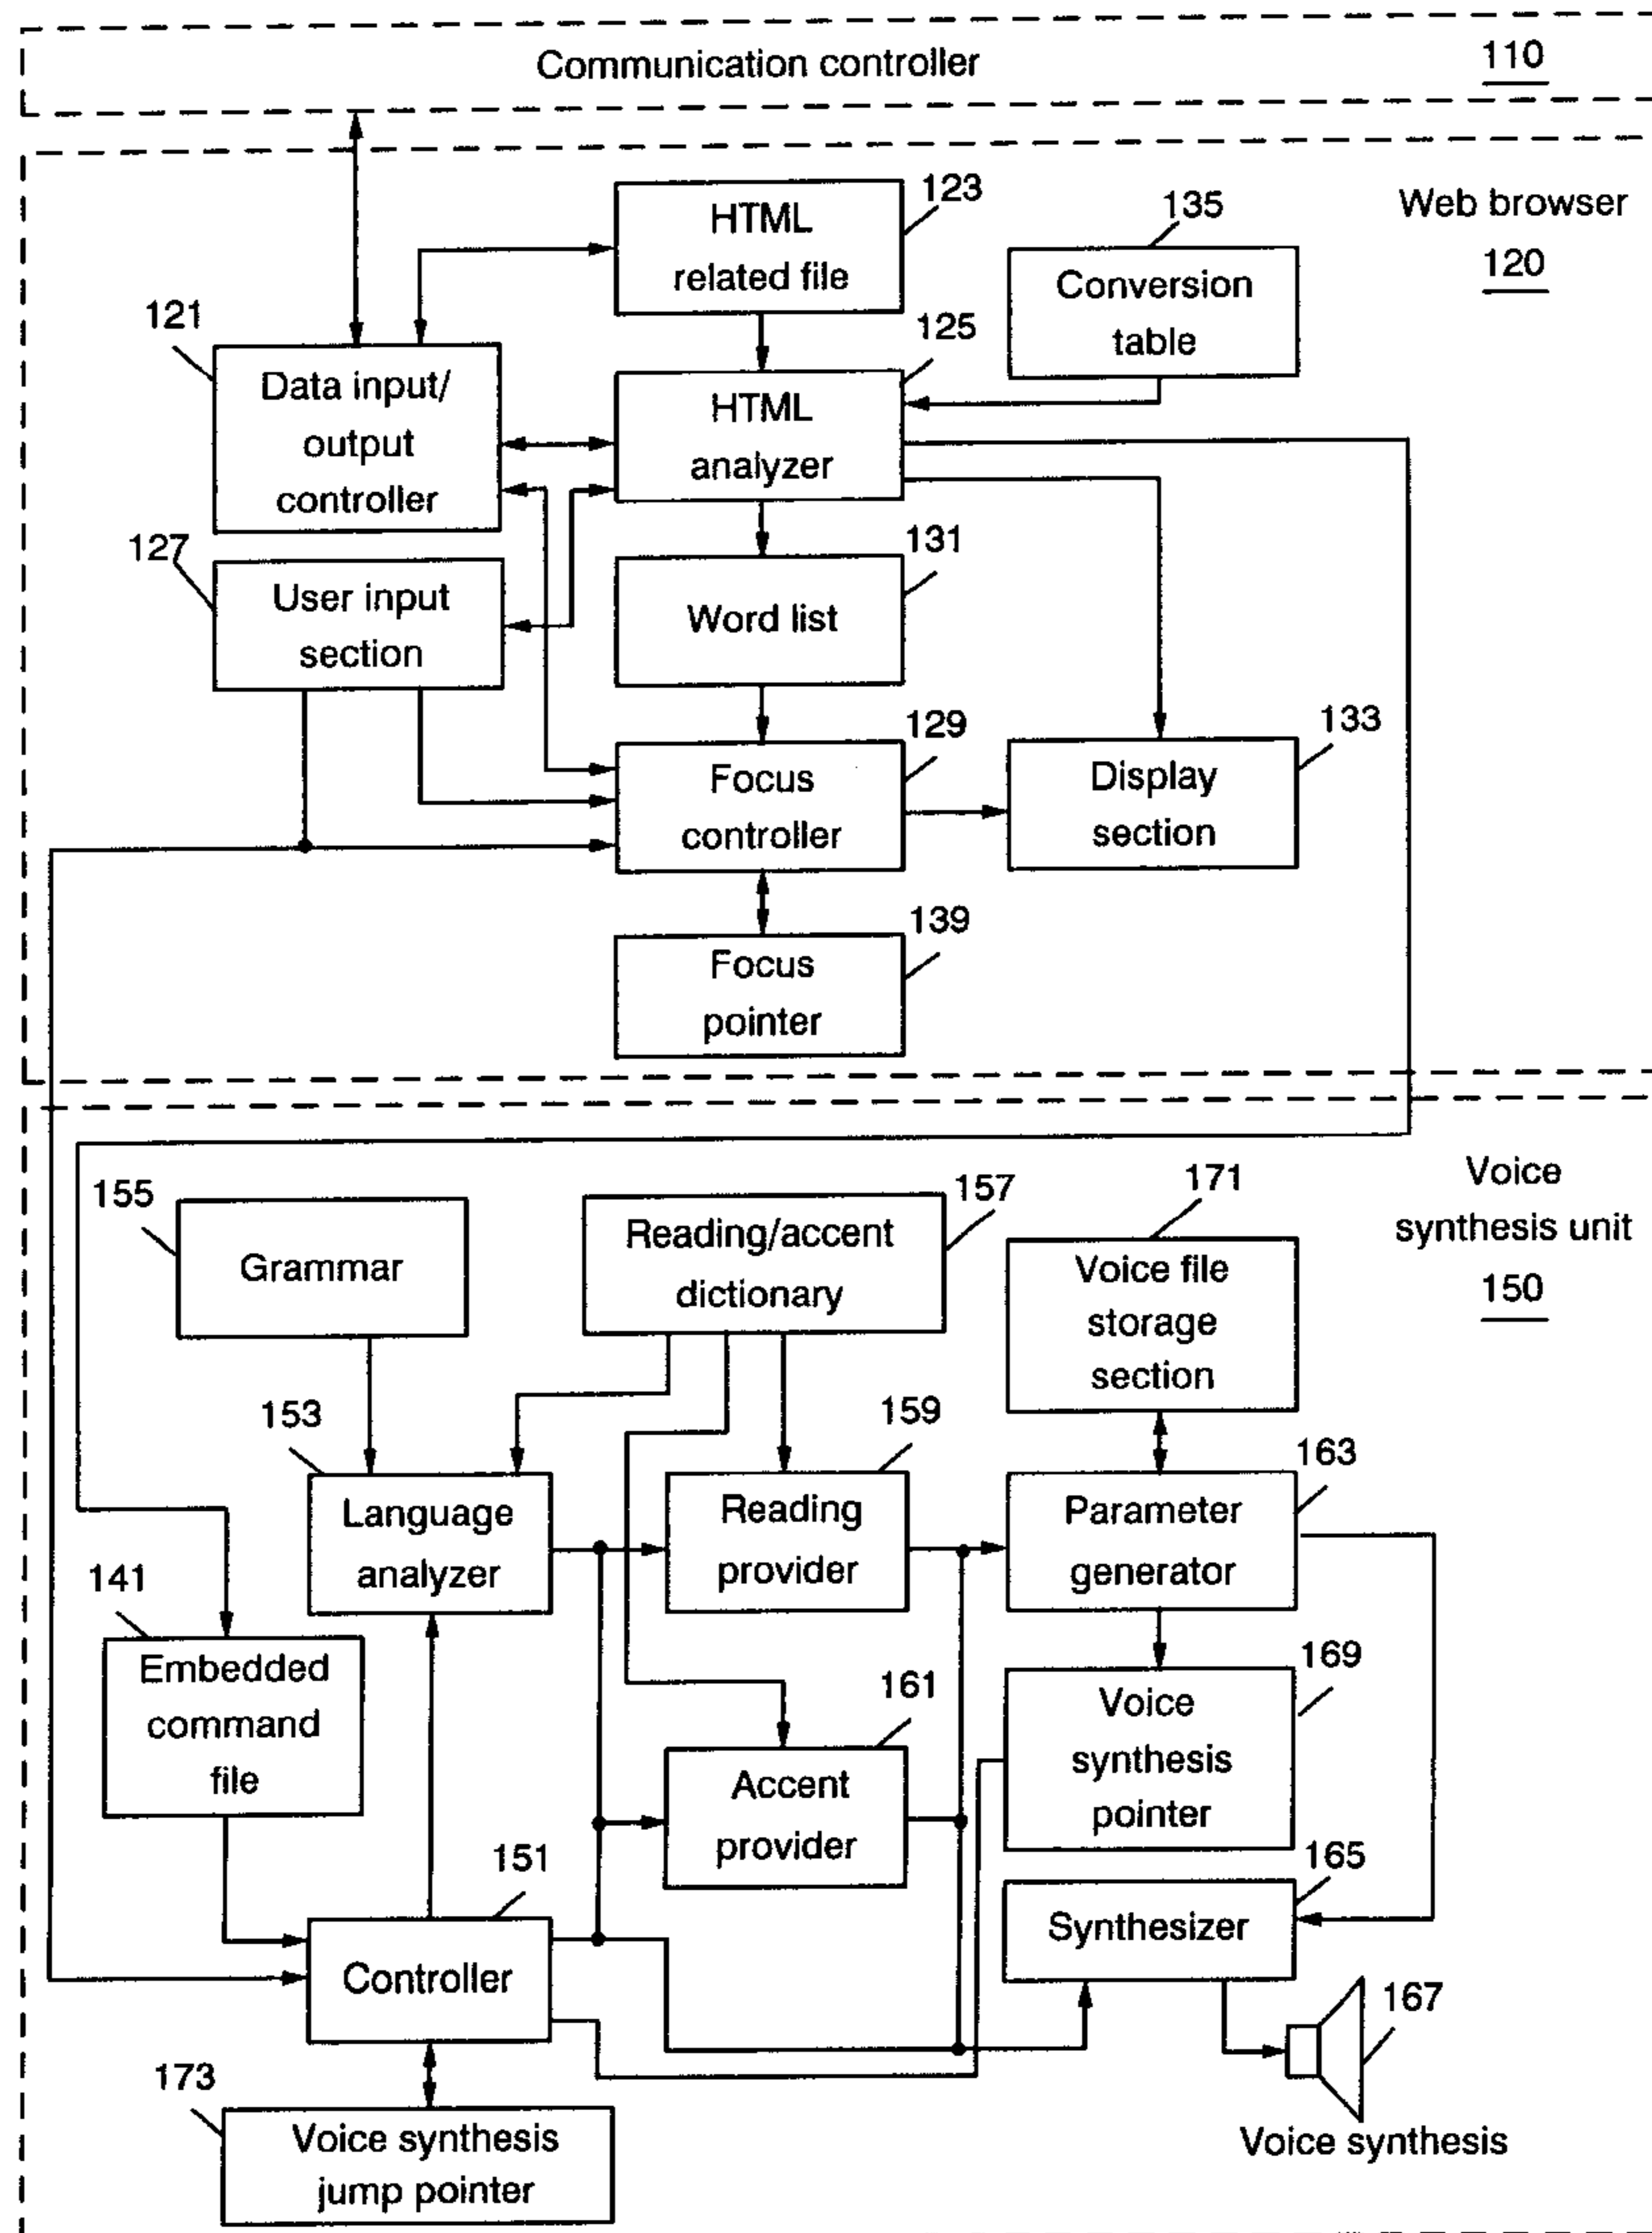 Communication controller
110
Web browser
120
123
HTML
related file
135
Conversion
table
121
Data input/
output
controller
125
HTML
analyzer
127
User input
section
131
Word list
129
Focus
controller
133
Display
section
139
Focus
pointer
Voice
synthesis unit
150
155
Grammar
157
Reading/accent
dictionary
171
Voice file
storage
section
153
Language
analyzer
159
Reading
provider
163
Parameter
generator
141
Embedded
command
file
161
Accent
provider
169
Voice
synthesis
pointer
151
Controller
165
Synthesizer
167
Voice synthesis
173
Voice synthesis
jump pointer